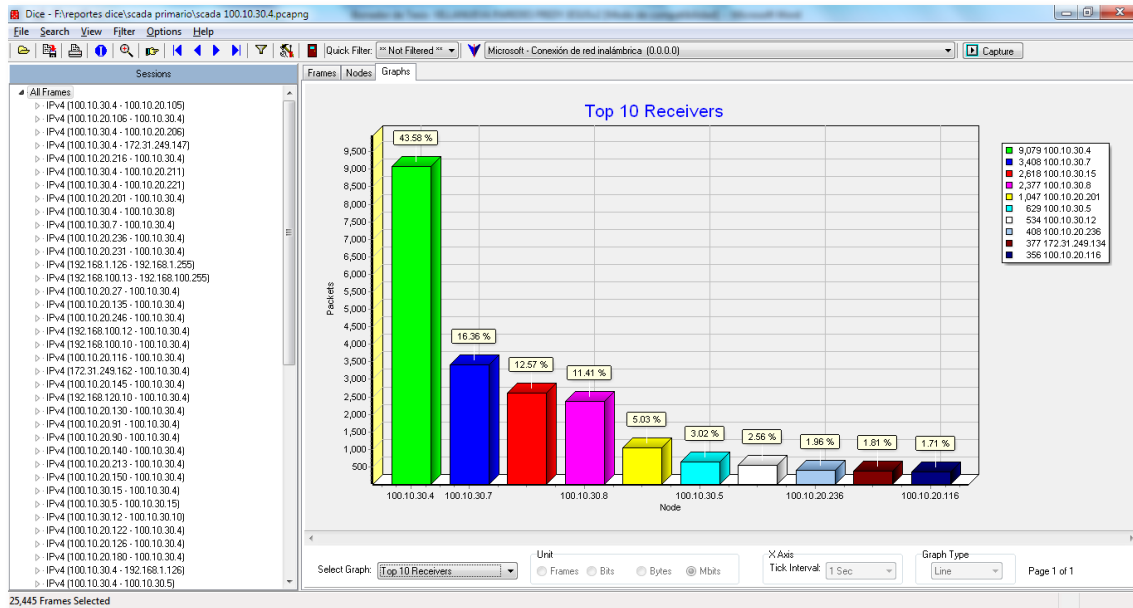 Dice - F:\reportes dice\scada primario\scada 100.10.30.4.pcapng
File Search View Filter Options Help
Quick Filter: ** Not Filtered ** Microsoft - Conexión de red inalámbrica (0.0.0.0) Capture
Sessions
Frames Nodes Graphs
All Frames
IPv4 (100.10.30.4 - 100.10.20.105)
IPv4 (100.10.20.106 - 100.10.30.4)
IPv4 (100.10.30.4 - 100.10.20.206)
IPv4 (100.10.30.4 - 172.31.249.147)
IPv4 (100.10.20.216 - 100.10.30.4)
IPv4 (100.10.30.4 - 100.10.20.211)
IPv4 (100.10.30.4 - 100.10.20.221)
IPv4 (100.10.20.201 - 100.10.30.4)
IPv4 (100.10.30.4 - 100.10.30.8)
IPv4 (100.10.30.7 - 100.10.30.4)
IPv4 (100.10.20.236 - 100.10.30.4)
IPv4 (100.10.20.231 - 100.10.30.4)
IPv4 (192.168.1.126 - 192.168.1.255)
IPv4 (192.168.100.13 - 192.168.100.255)
IPv4 (100.10.20.27 - 100.10.30.4)
IPv4 (100.10.20.135 - 100.10.30.4)
IPv4 (100.10.20.246 - 100.10.30.4)
IPv4 (192.168.100.12 - 100.10.30.4)
IPv4 (192.168.100.10 - 100.10.30.4)
IPv4 (100.10.20.116 - 100.10.30.4)
IPv4 (172.31.249.162 - 100.10.30.4)
IPv4 (100.10.20.145 - 100.10.30.4)
IPv4 (192.168.120.10 - 100.10.30.4)
IPv4 (100.10.20.130 - 100.10.30.4)
IPv4 (100.10.20.91 - 100.10.30.4)
IPv4 (100.10.20.90 - 100.10.30.4)
IPv4 (100.10.20.140 - 100.10.30.4)
IPv4 (100.10.20.213 - 100.10.30.4)
IPv4 (100.10.20.150 - 100.10.30.4)
IPv4 (100.10.30.15 - 100.10.30.4)
IPv4 (100.10.30.5 - 100.10.30.15)
IPv4 (100.10.30.12 - 100.10.30.10)
IPv4 (100.10.20.122 - 100.10.30.4)
IPv4 (100.10.20.126 - 100.10.30.4)
IPv4 (100.10.20.180 - 100.10.30.4)
IPv4 (100.10.30.4 - 192.168.1.126)
IPv4 (100.10.30.4 - 100.10.30.5)
Top 10 Receivers
Packets
9,500
9,000
8,500
8,000
7,500
7,000
6,500
6,000
5,500
5,000
4,500
4,000
3,500
3,000
2,500
2,000
1,500
1,000
500
43.58 %
16.36 %
12.57 %
11.41 %
5.03 %
3.02 %
2.56 %
1.96 %
1.81 %
1.71 %
100.10.30.4 100.10.30.7 100.10.30.8 100.10.30.5 100.10.20.236 100.10.20.116
Node
9,079 100.10.30.4
3,408 100.10.30.7
2,618 100.10.30.15
2,377 100.10.30.8
1,047 100.10.20.201
629 100.10.30.5
534 100.10.30.12
408 100.10.20.236
377 172.31.249.134
356 100.10.20.116
Select Graph: Top 10 Receivers
Unit
Frames Bits Bytes Mbits
X Axis
Tick Interval: 1 Sec
Graph Type
Line
Page 1 of 1
25,445 Frames Selected